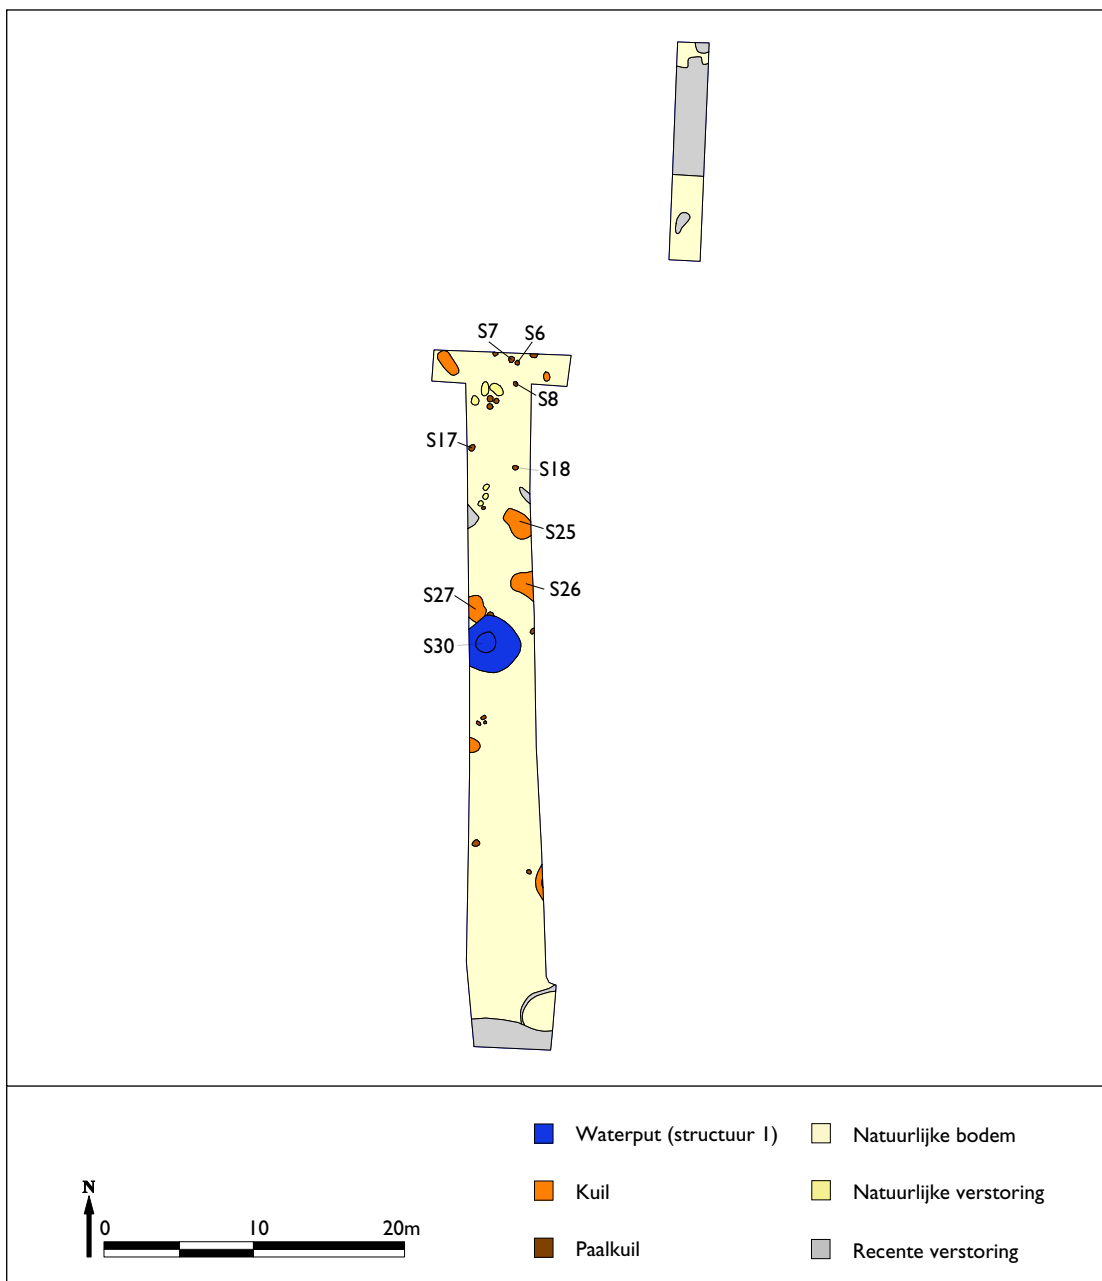 S7 S6
S8
S17
S18
S25
S26
S27
S30
Waterput (structuur 1)
Natuurlijke bodem
Kuil
Natuurlijke verstoring
Paalkuil
Recente verstoring
N
0 10 20m